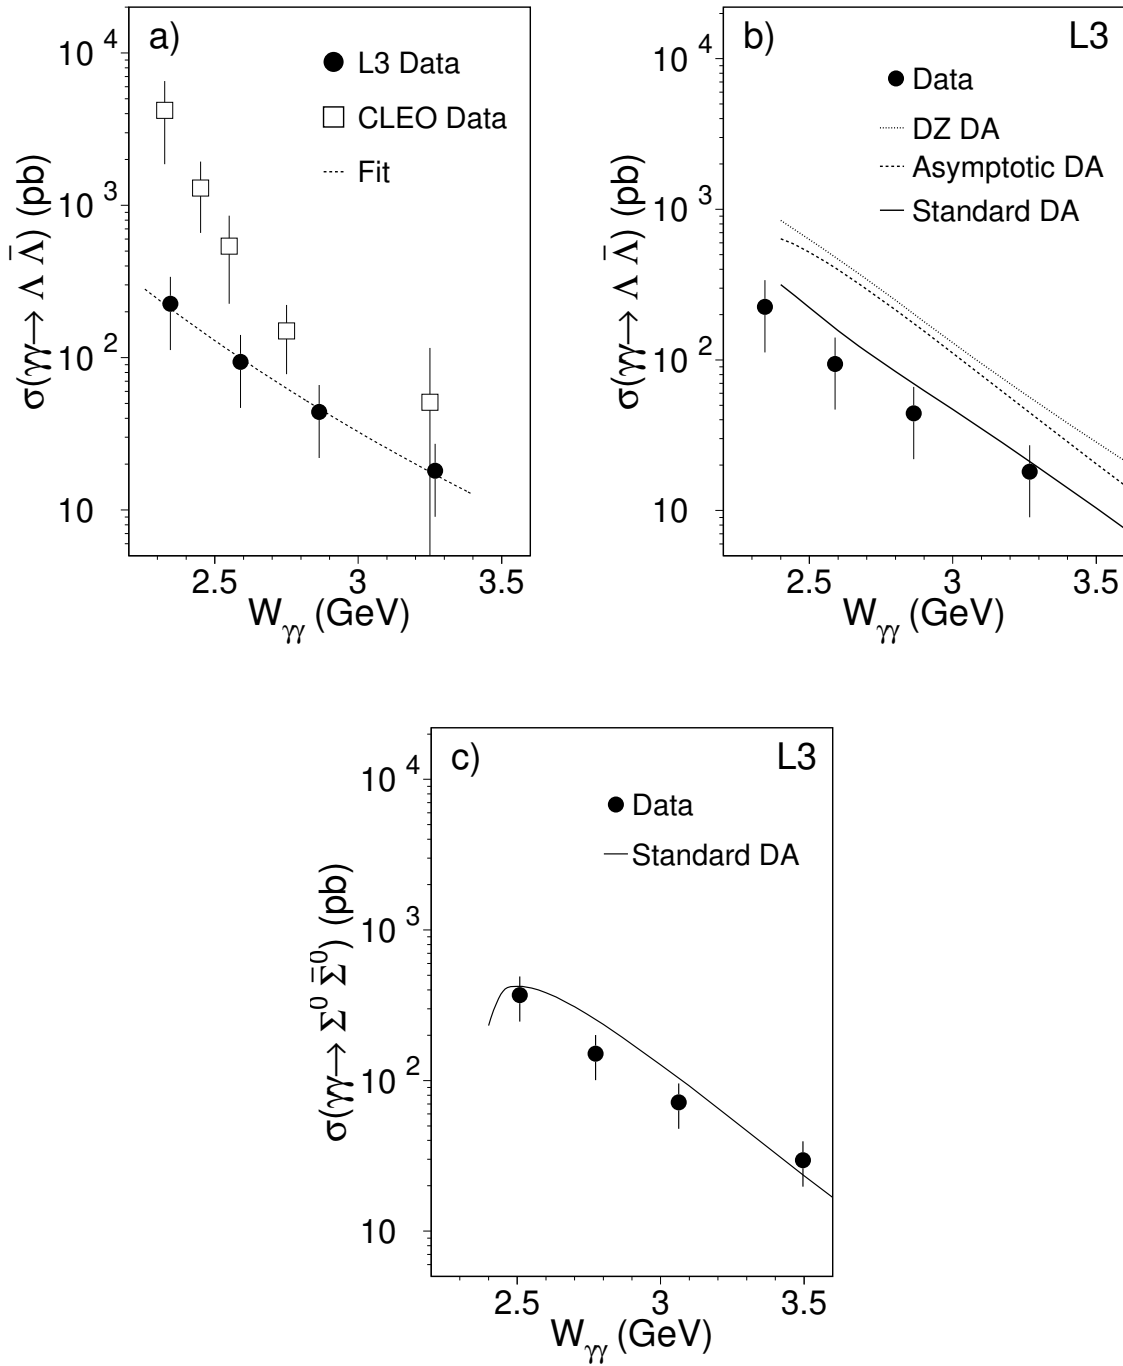 a)
L3 Data
CLEO Data
Fit
10⁴
10³
10²
10
σ(γγ→ Λ Λ̄) (pb)
2.5 3 3.5
W_γγ (GeV)
b) L3
Data
DZ DA
Asymptotic DA
Standard DA
10⁴
10³
10²
10
σ(γγ→ Λ Λ̄) (pb)
2.5 3 3.5
W_γγ (GeV)
c) L3
Data
Standard DA
10⁴
10³
10²
10
σ(γγ→ Σ⁰ Σ̄⁰) (pb)
2.5 3 3.5
W_γγ (GeV)